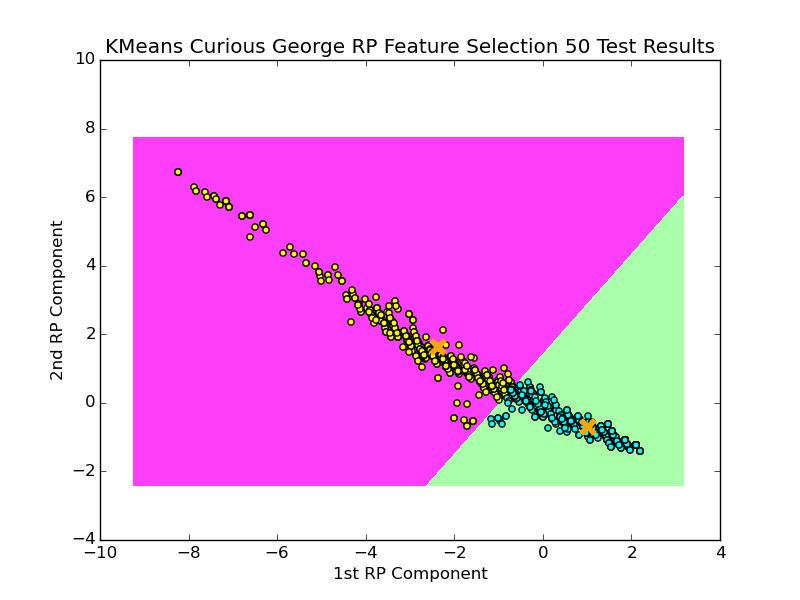 KMeans Curious George RP Feature Selection 50 Test Results
10
8
6
4
2
0
−2
−4
2nd RP Component
−10 −8 −6 −4 −2 0 2 4
1st RP Component